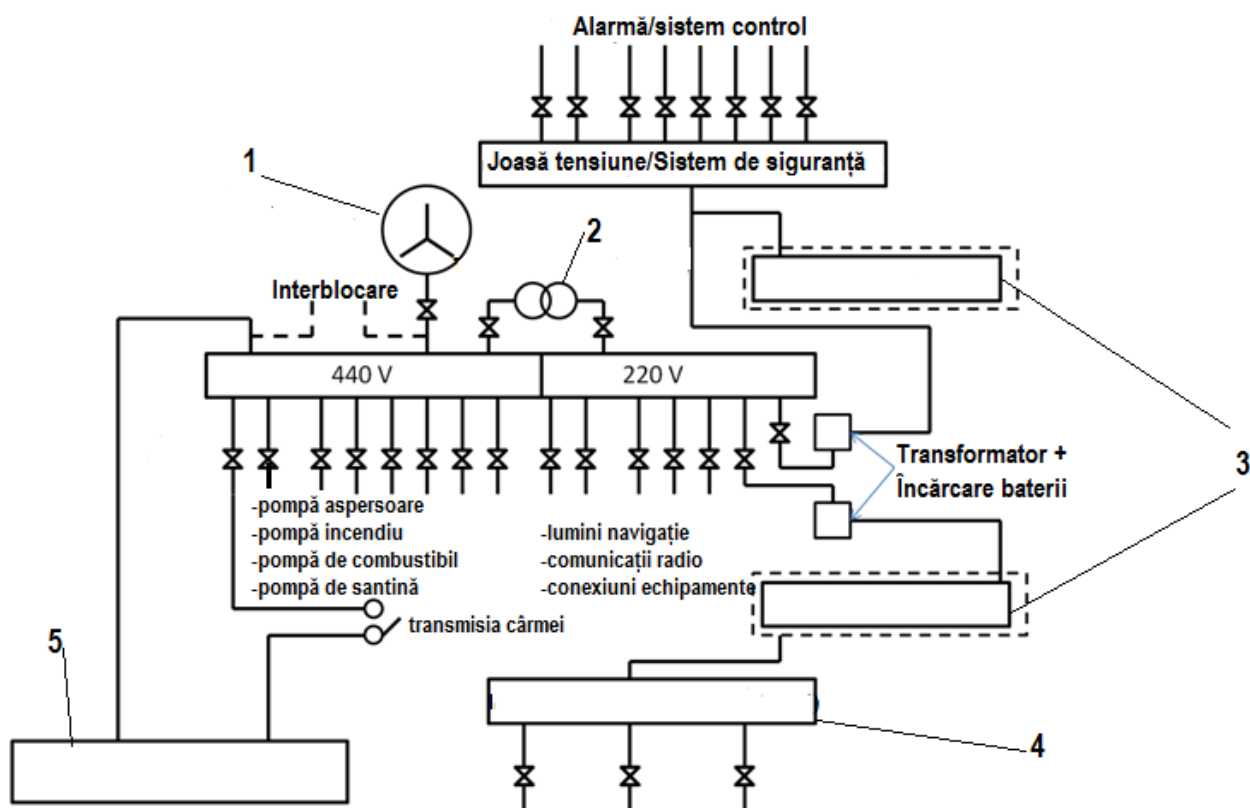 Alarmă/sistem control
Joasă tensiune/Sistem de siguranță
1
2
Interblocare
440 V
220 V
Transformator +
Încărcare baterii
3
-pompă aspersoare
-pompă incendiu
-pompă de combustibil
-pompă de santină
-lumini navigație
-comunicații radio
-conexiuni echipamente
transmisia cârmei
5
4